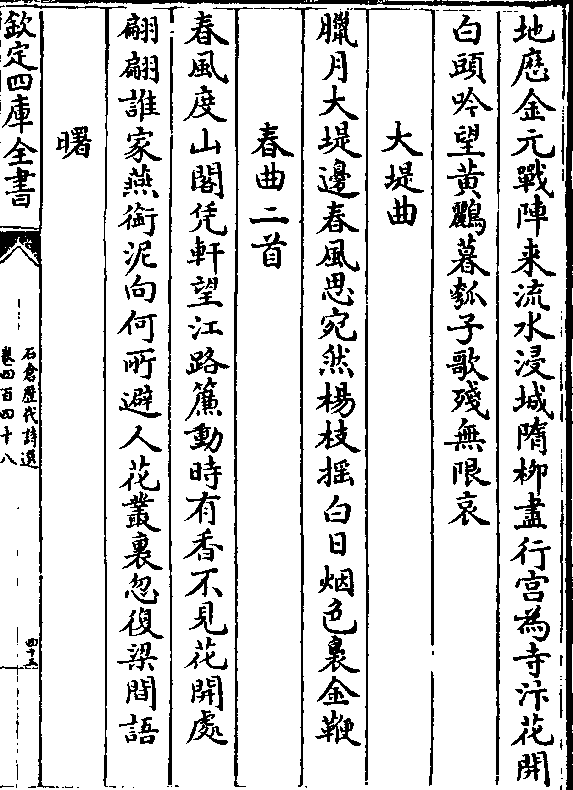 地歴金元戰陣来流水浸城隋柳盡行宫為寺汴花開
白頭吟望黄鸝暮瓠子歌殘無限哀
大堤曲
臘月大堤邊春風思宛然楊枝揺白日烟色裹金鞭
春曲二首
春風度山閣凭軒望江路簾動時有香不見花開處
翩翩誰家燕銜泥向何所避人花叢裏忽復梁間語
曙
欽定四庫全書
石倉歴代詩選
卷四百四十八
四十三